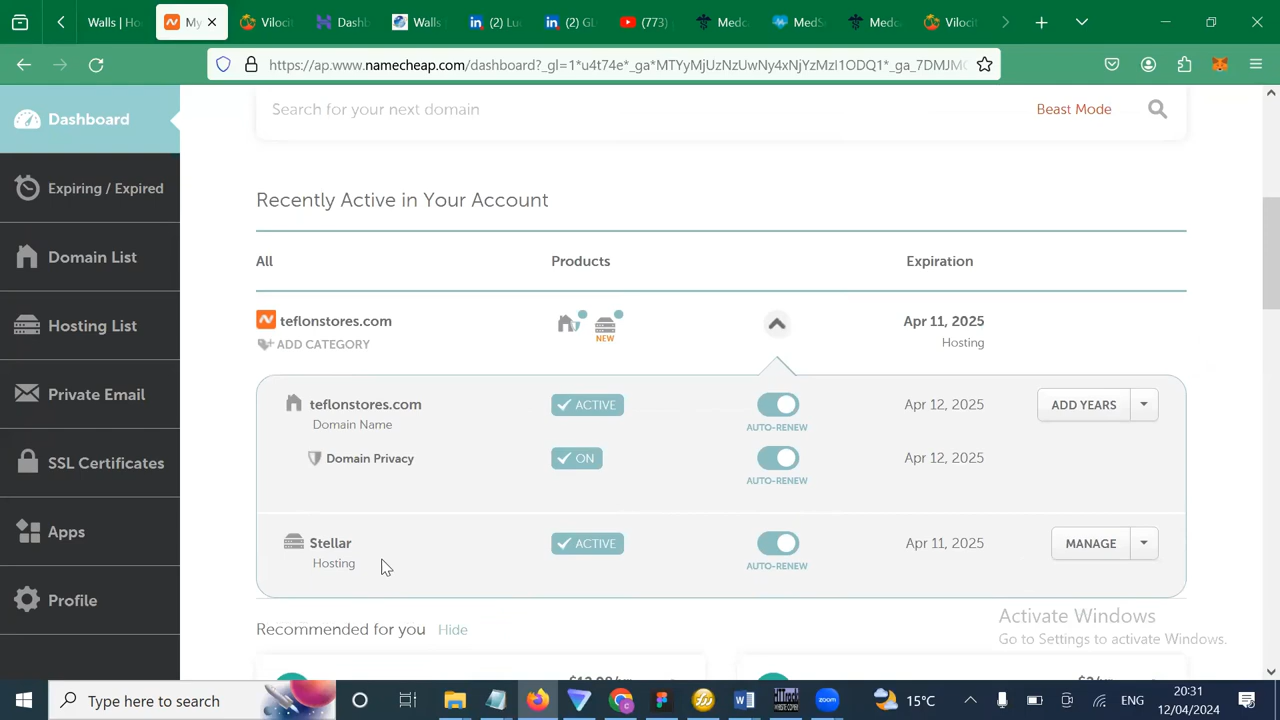 Walls | Ho
My
Vilocit
Dashb
Walls
(2) Lu
(2) GL
(773)
Medca
MedS
Medc
Vilocit
https://ap.www.namecheap.com/dashboard?_gl=1*u4t74e*_ga*MTYyMjUzNzUwNy4xNjYzMzI1ODQ1*_ga_7DMJM
Dashboard
Expiring / Expired
Domain List
Hosting List
Private Email
SSL Certificates
Apps
Profile
Search for your next domain
Beast Mode
Recently Active in Your Account
All Products Expiration
teflonstores.com
ADD CATEGORY
NEW
Apr 11, 2025
Hosting
teflonstores.com
Domain Name
ACTIVE
AUTO-RENEW
Apr 12, 2025
ADD YEARS
Domain Privacy
ON
AUTO-RENEW
Apr 12, 2025
Stellar
Hosting
ACTIVE
AUTO-RENEW
Apr 11, 2025
MANAGE
Recommended for you Hide
Activate Windows
Go to Settings to activate Windows.
Type here to search
15°C
ENG
20:31
12/04/2024